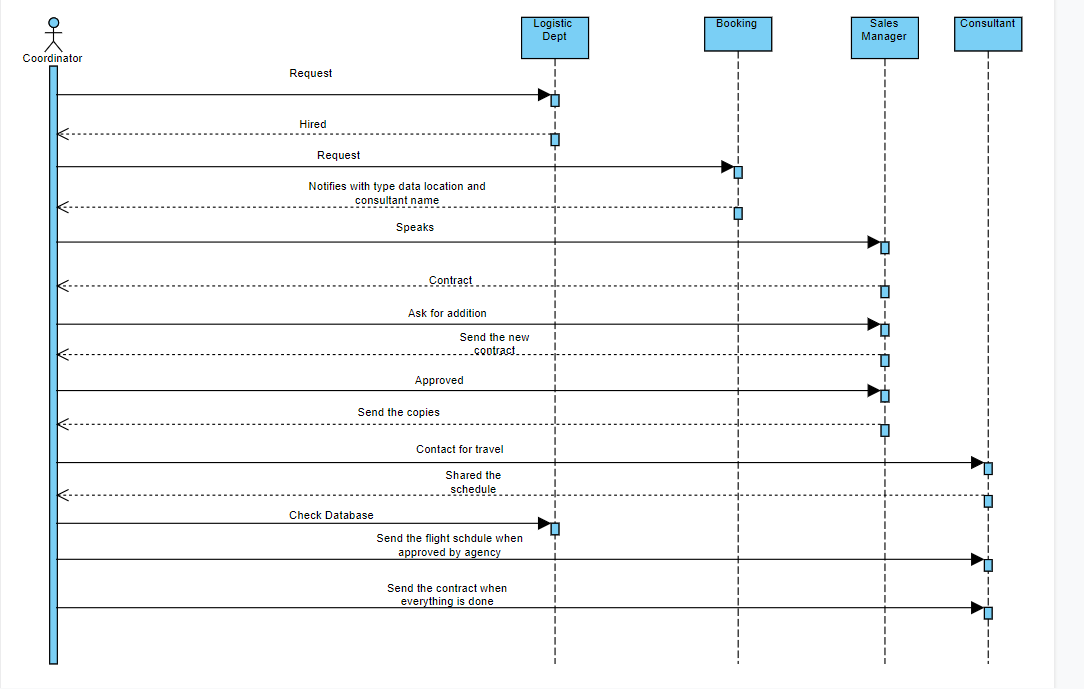 Logistic
Dept
Booking
Sales
Manager
Consultant
Coordinator
Request
Hired
Request
Notifies with type data location and
consultant name
Speaks
Contract
Ask for addition
Send the new
contract
Approved
Send the copies
Contact for travel
Shared the
schedule
Check Database
Send the flight schdule when
approved by agency
Send the contract when
everything is done